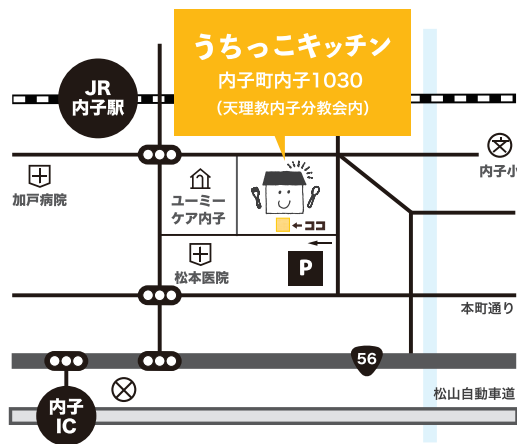 うちっこキッチン
内子町内子1030
（天理教内子分教会内）
JR
内子駅
内子小
加戸病院
ユーミー
ケア内子
ココ
松本医院
P
本町通り
56
松山自動車道
内子
IC